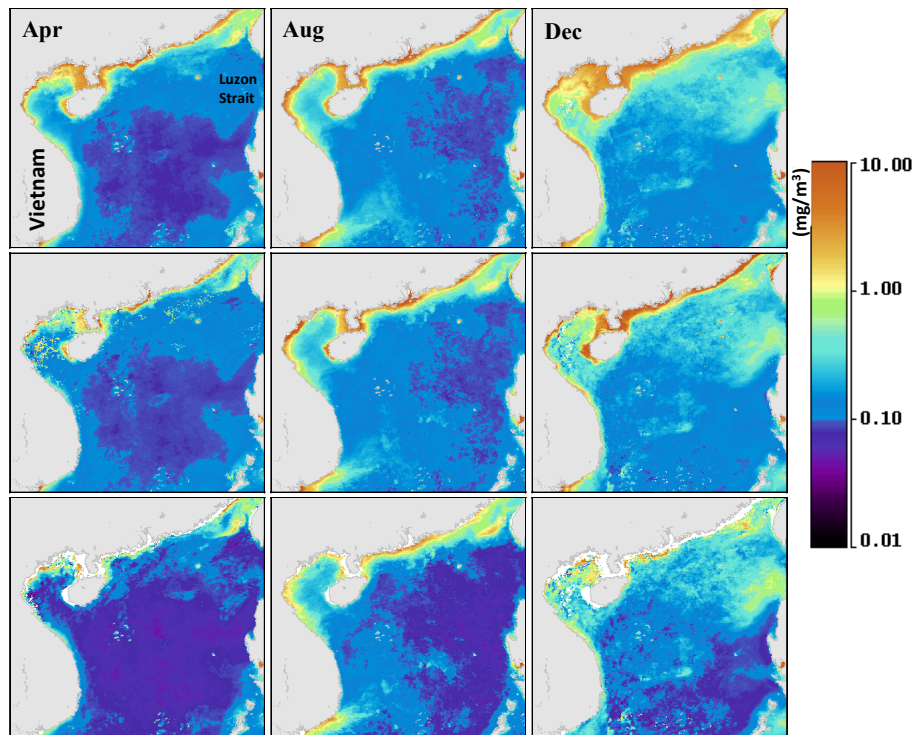 Apr
Aug
Dec
Luzon
Strait
Vietnam
(mg/m³)
10.00
1.00
0.10
0.01